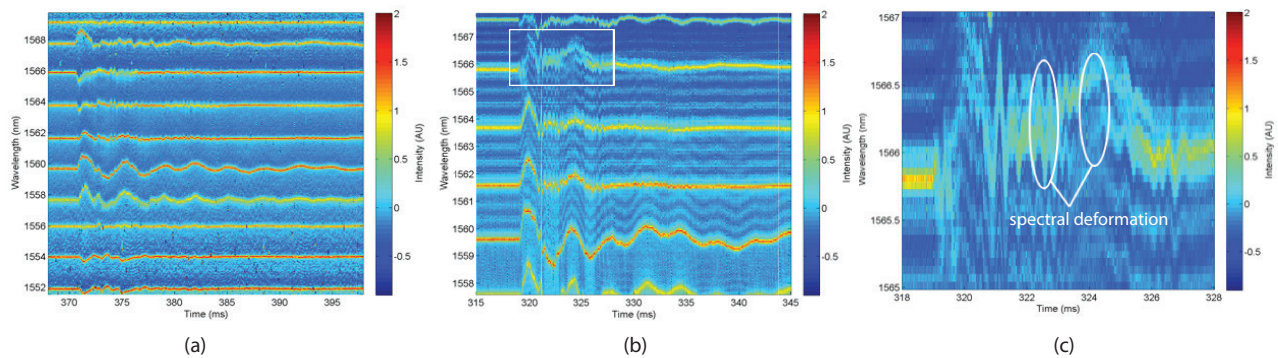 1568
1566
1564
1562
1560
1558
1556
1554
1552
Wavelength (nm)
370 375 380 385 390 395
Time (ms)
2
1.5
1
0.5
0
-0.5
Intensity (AU)
(a)
1567
1566
1565
1564
1563
1562
1561
1560
1559
1558
Wavelength (nm)
315 320 325 330 335 340 345
Time (ms)
2
1.5
1
0.5
0
-0.5
Intensity (AU)
(b)
1567
1566.5
1566
1565.5
1565
Wavelength (nm)
spectral deformation
318 320 322 324 326 328
Time (ms)
2
1.5
1
0.5
0
-0.5
Intensity (AU)
(c)